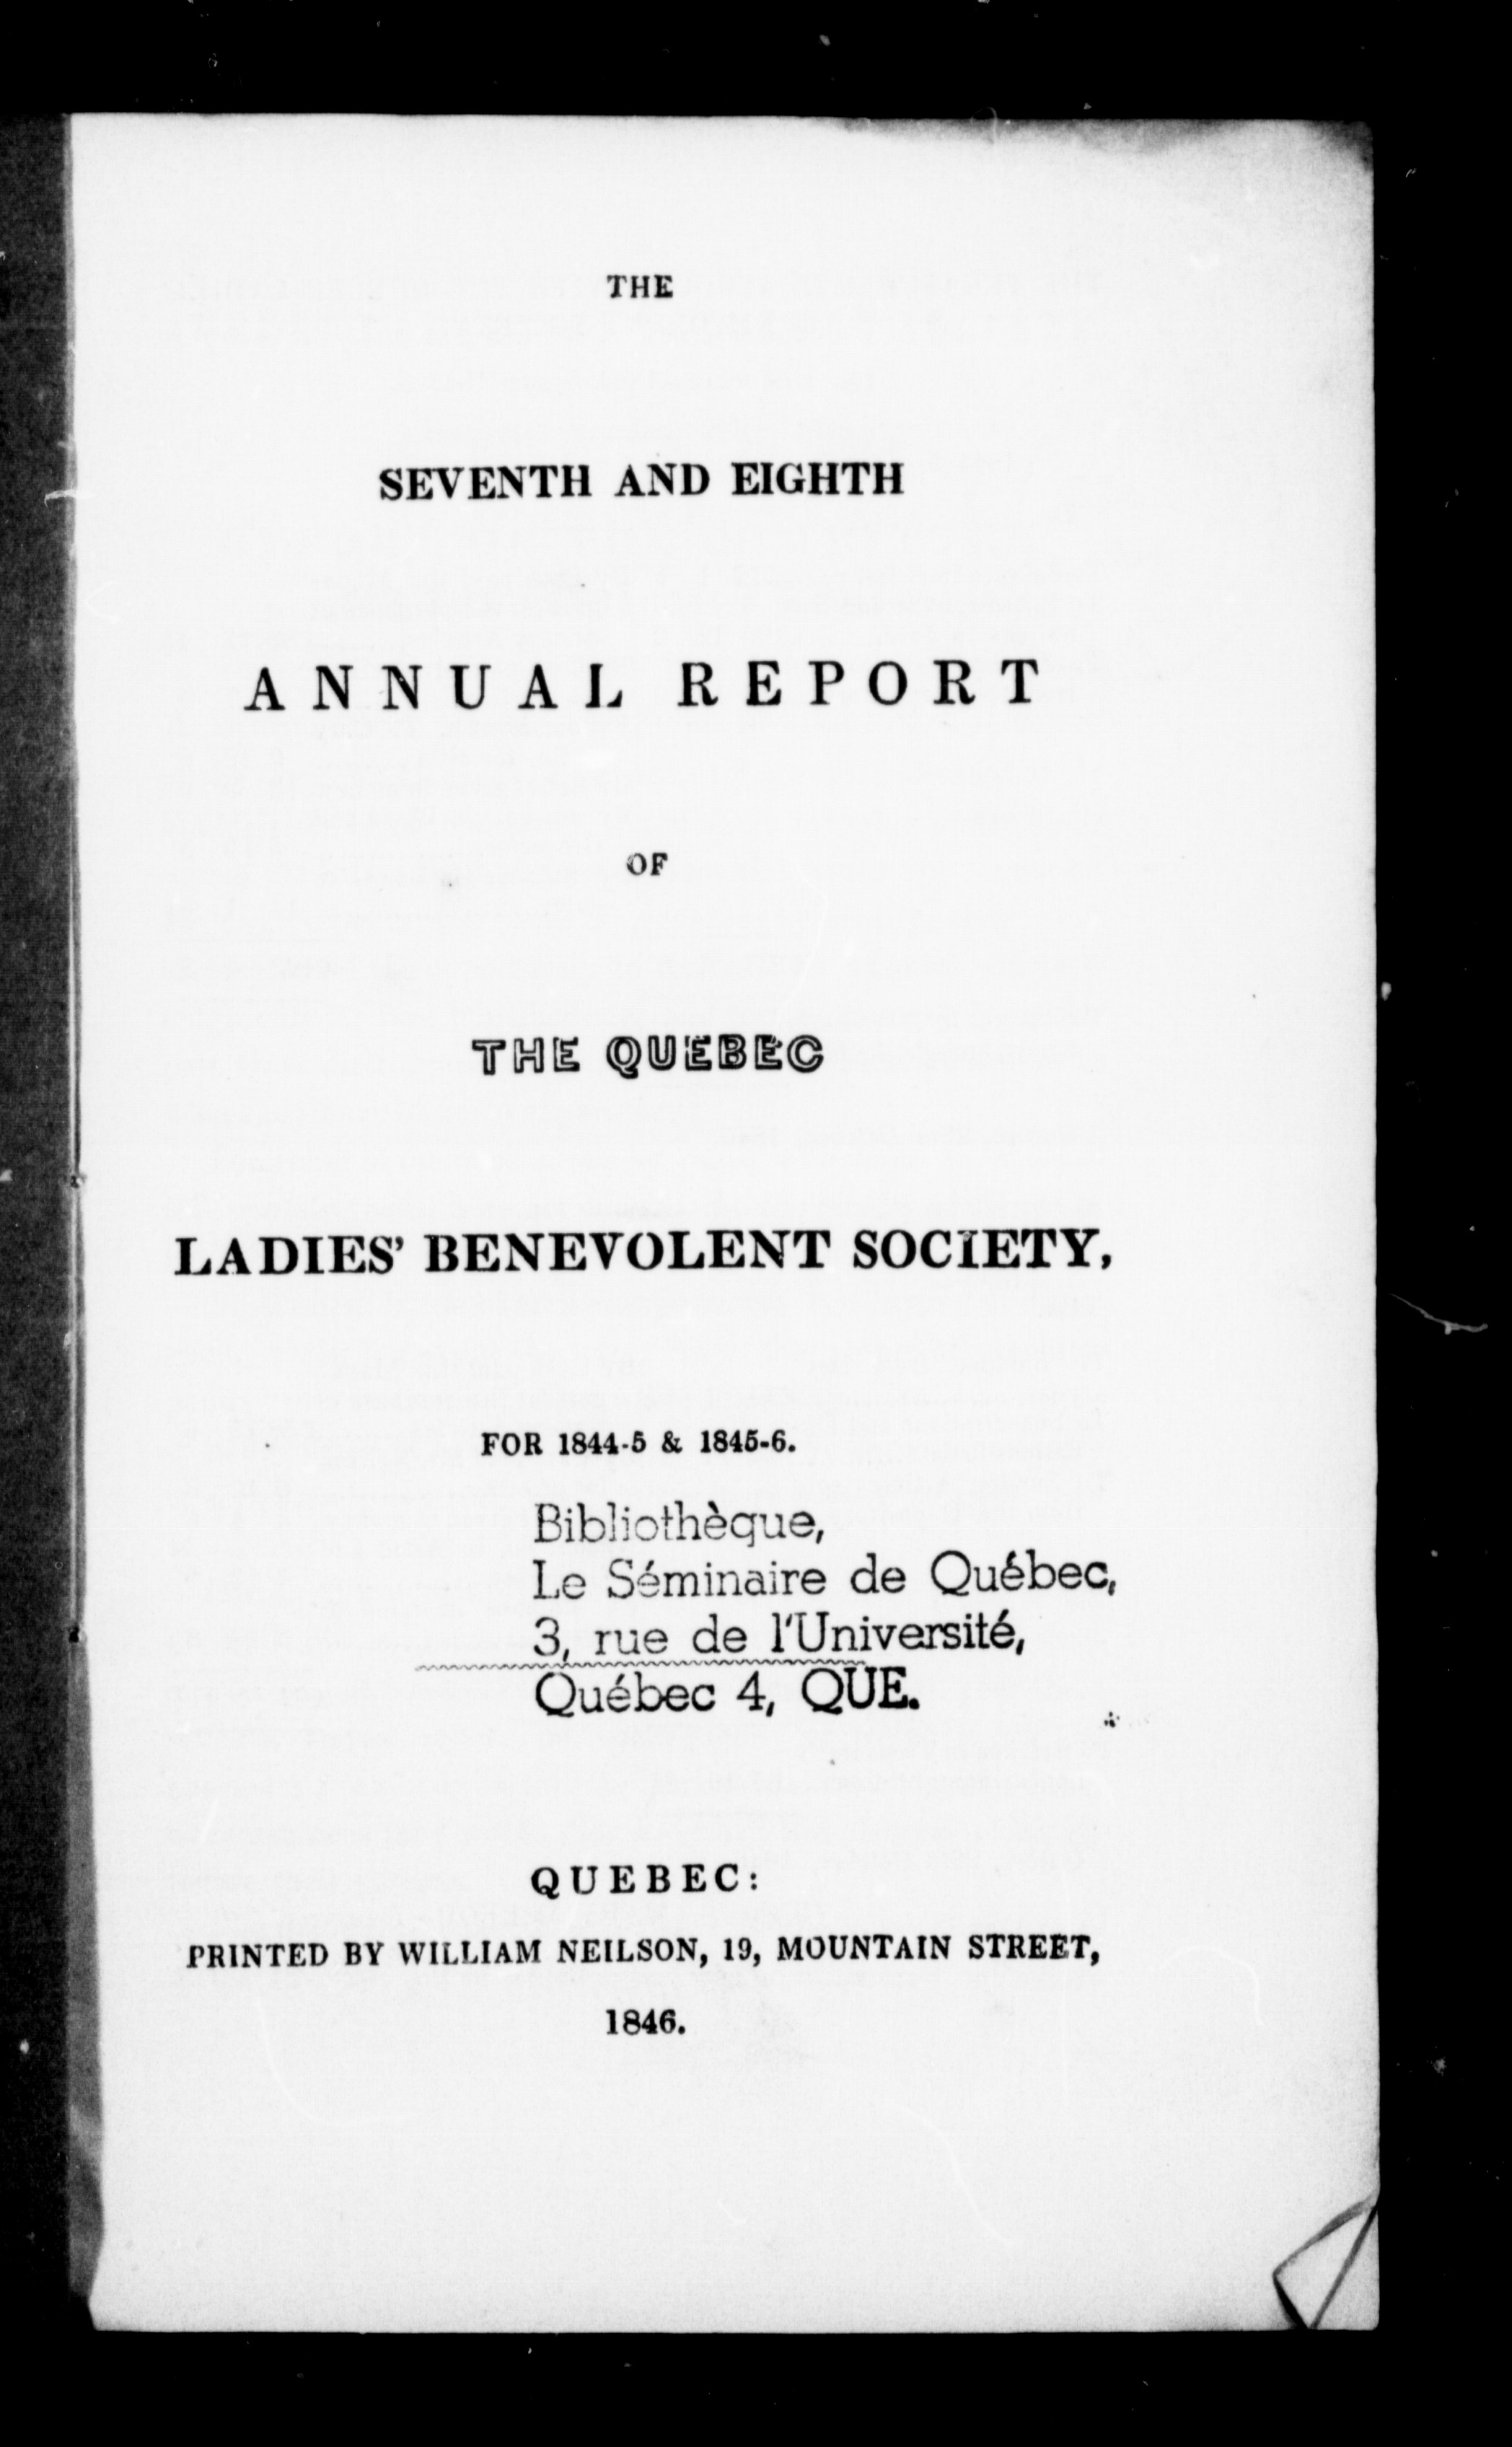 THE
SEVENTH AND EIGHTH
ANNUAL REPORT
OF
THE QUEBEC
LADIES' BENEVOLENT SOCIETY,
FOR 1844-5 & 1845-6.
Bibliothèque,
Le Séminaire de Québec,
3, rue de l'Université,
Québec 4, QUE.
QUEBEC:
PRINTED BY WILLIAM NEILSON, 19, MOUNTAIN STREET,
1846.